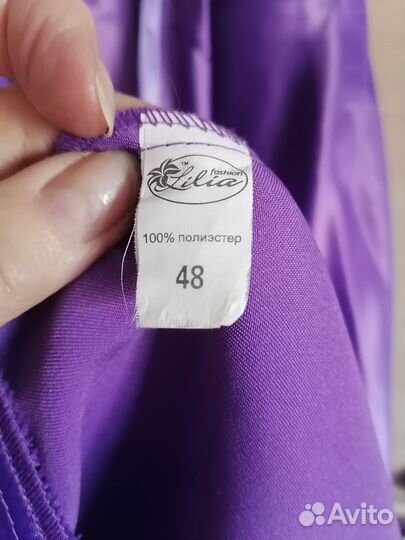 fashion
Lilia
™
100% полиэстер
48
Avito